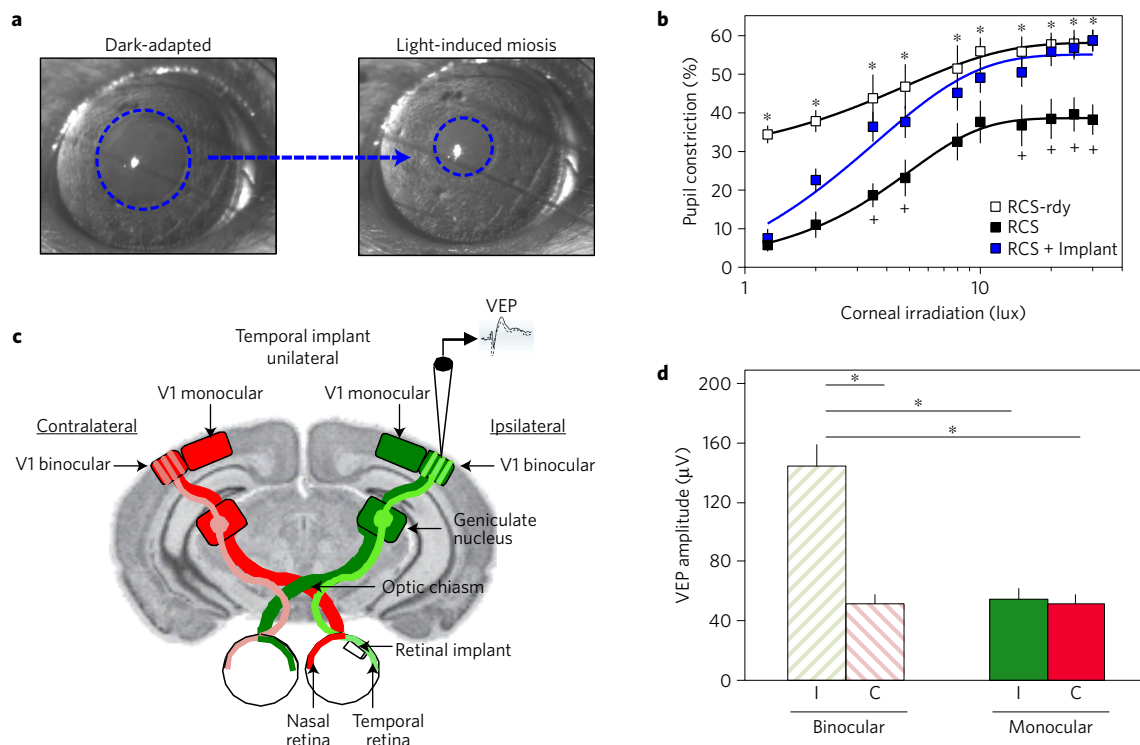 a
Dark-adapted
Light-induced miosis
b
Pupil constriction (%)
70
60
50
40
30
20
10
0
* * * * * * * * * *
+ + + + + +
RCS-rdy
RCS
RCS + Implant
1
10
Corneal irradiation (lux)
c
Temporal implant
unilateral
VEP
V1 monocular
V1 monocular
Contralateral
Ipsilateral
V1 binocular
V1 binocular
Geniculate
nucleus
Optic chiasm
Retinal implant
Nasal
retina
Temporal
retina
d
VEP amplitude (μV)
200
160
120
80
40
0
*
*
*
I
C
I
C
Binocular
Monocular